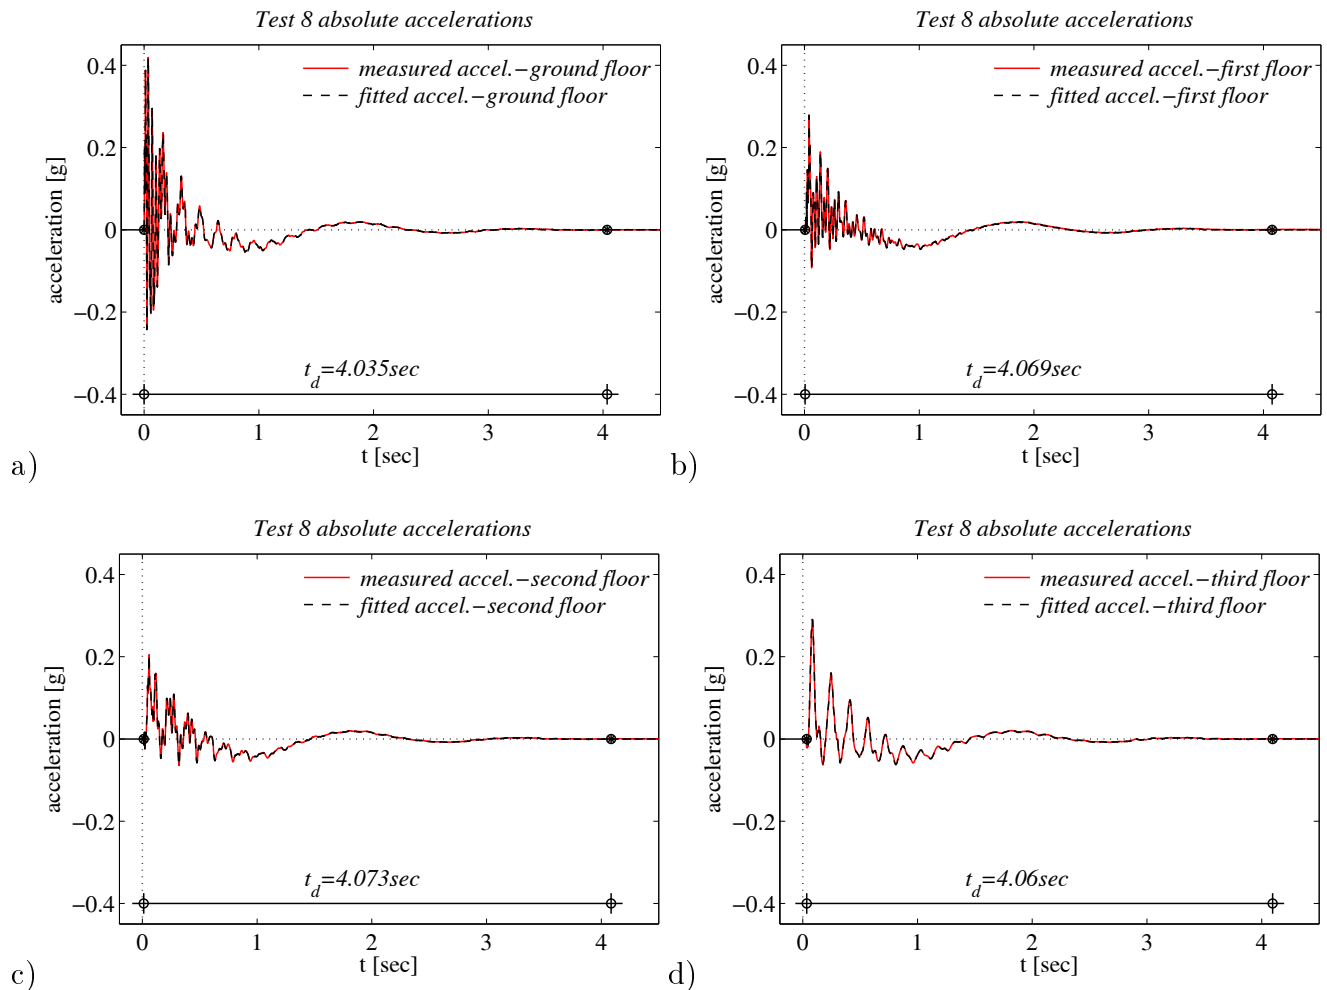 Test 8 absolute accelerations
measured accel.−ground floor
fitted accel.−ground floor
acceleration [g]
0.4
0.2
0
−0.2
−0.4
t_d=4.035sec
0 1 2 3 4
t [sec]
a)
Test 8 absolute accelerations
measured accel.−first floor
fitted accel.−first floor
acceleration [g]
0.4
0.2
0
−0.2
−0.4
t_d=4.069sec
0 1 2 3 4
t [sec]
b)
Test 8 absolute accelerations
measured accel.−second floor
fitted accel.−second floor
acceleration [g]
0.4
0.2
0
−0.2
−0.4
t_d=4.073sec
0 1 2 3 4
t [sec]
c)
Test 8 absolute accelerations
measured accel.−third floor
fitted accel.−third floor
acceleration [g]
0.4
0.2
0
−0.2
−0.4
t_d=4.06sec
0 1 2 3 4
t [sec]
d)